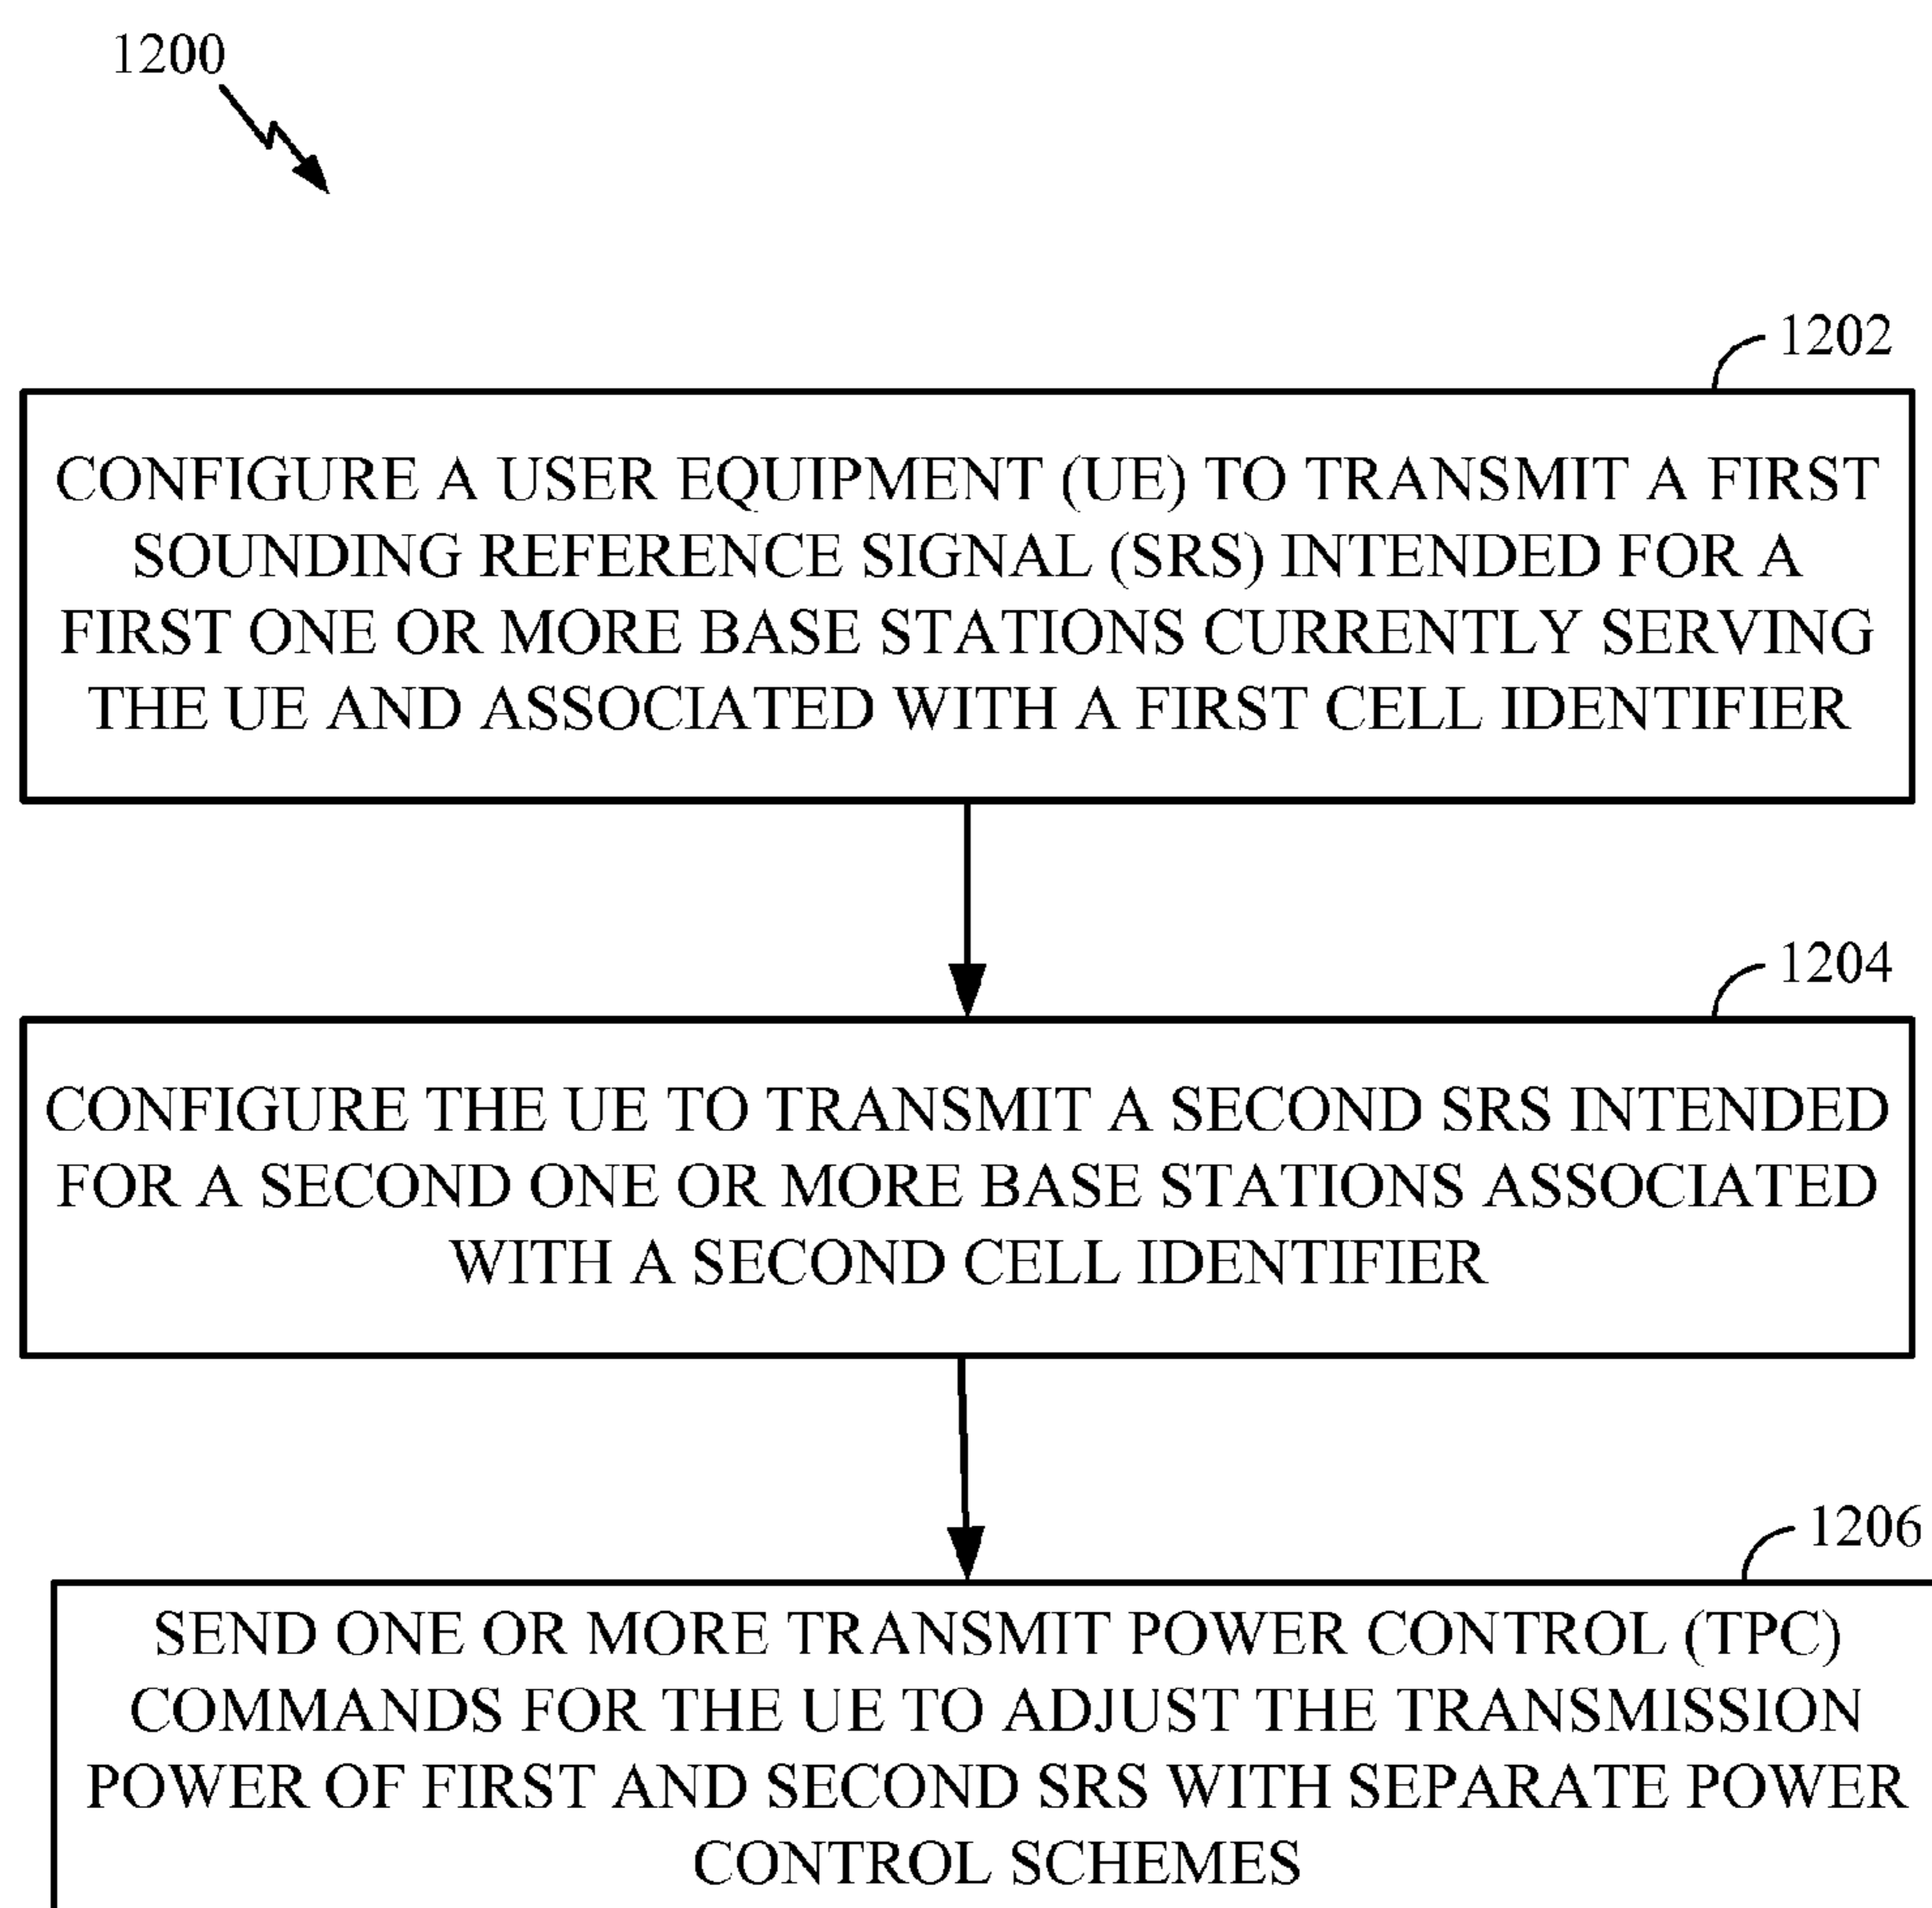 1200
1202
CONFIGURE A USER EQUIPMENT (UE) TO TRANSMIT A FIRST
SOUNDING REFERENCE SIGNAL (SRS) INTENDED FOR A
FIRST ONE OR MORE BASE STATIONS CURRENTLY SERVING
THE UE AND ASSOCIATED WITH A FIRST CELL IDENTIFIER
1204
CONFIGURE THE UE TO TRANSMIT A SECOND SRS INTENDED
FOR A SECOND ONE OR MORE BASE STATIONS ASSOCIATED
WITH A SECOND CELL IDENTIFIER
1206
SEND ONE OR MORE TRANSMIT POWER CONTROL (TPC)
COMMANDS FOR THE UE TO ADJUST THE TRANSMISSION
POWER OF FIRST AND SECOND SRS WITH SEPARATE POWER
CONTROL SCHEMES